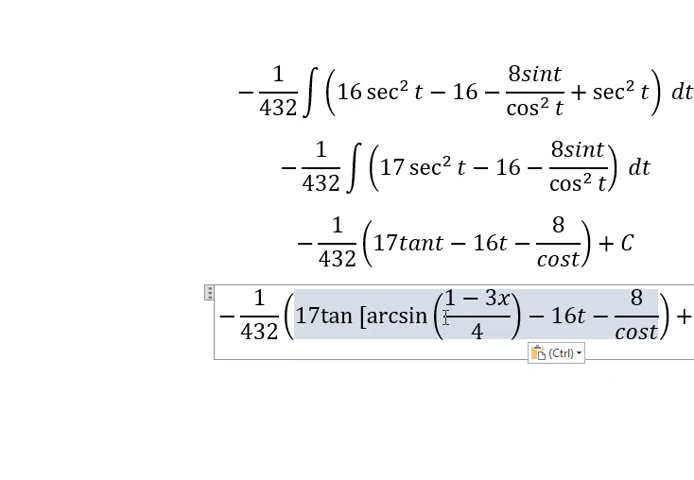 −1/432 ∫ (16 sec² t − 16 − 8sint/cos² t + sec² t) dt
−1/432 ∫ (17 sec² t − 16 − 8sint/cos² t) dt
−1/432 (17tant − 16t − 8/cost) + C
−1/432 (17tan [arcsin ((1 − 3x)/4) − 16t − 8/cost) +
(Ctrl)